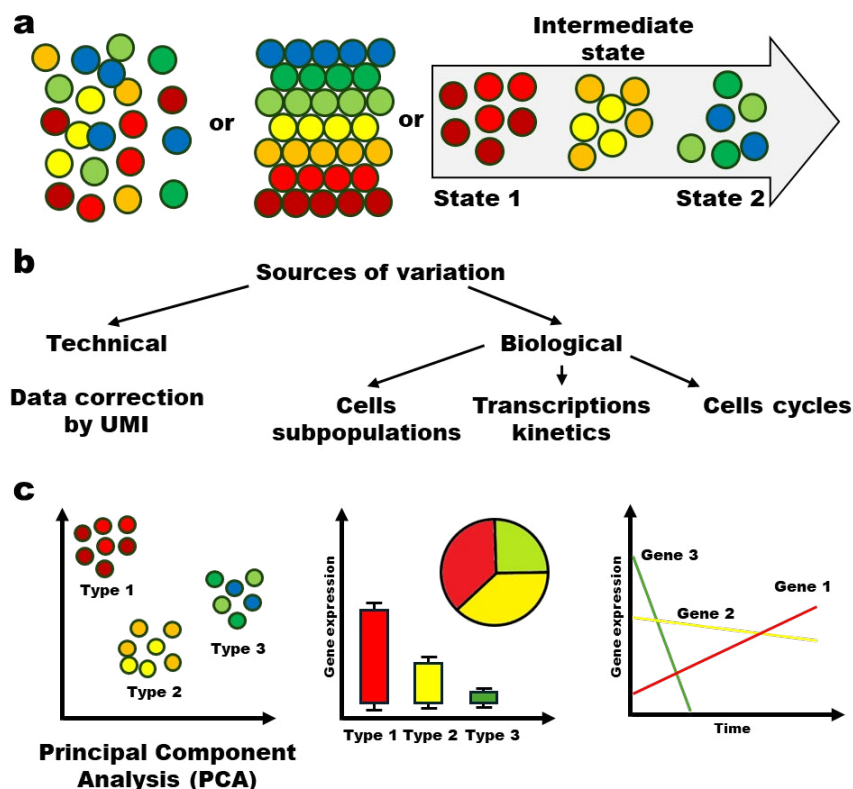 a
or
or
Intermediate
state
State 1
State 2
b
Sources of variation
Technical
Biological
Data correction
by UMI
Cells
subpopulations
Transcriptions
kinetics
Cells cycles
c
Type 1
Type 2
Type 3
Principal Component
Analysis (PCA)
Gene expression
Type 1 Type 2 Type 3
Gene expression
Gene 3
Gene 2
Gene 1
Time